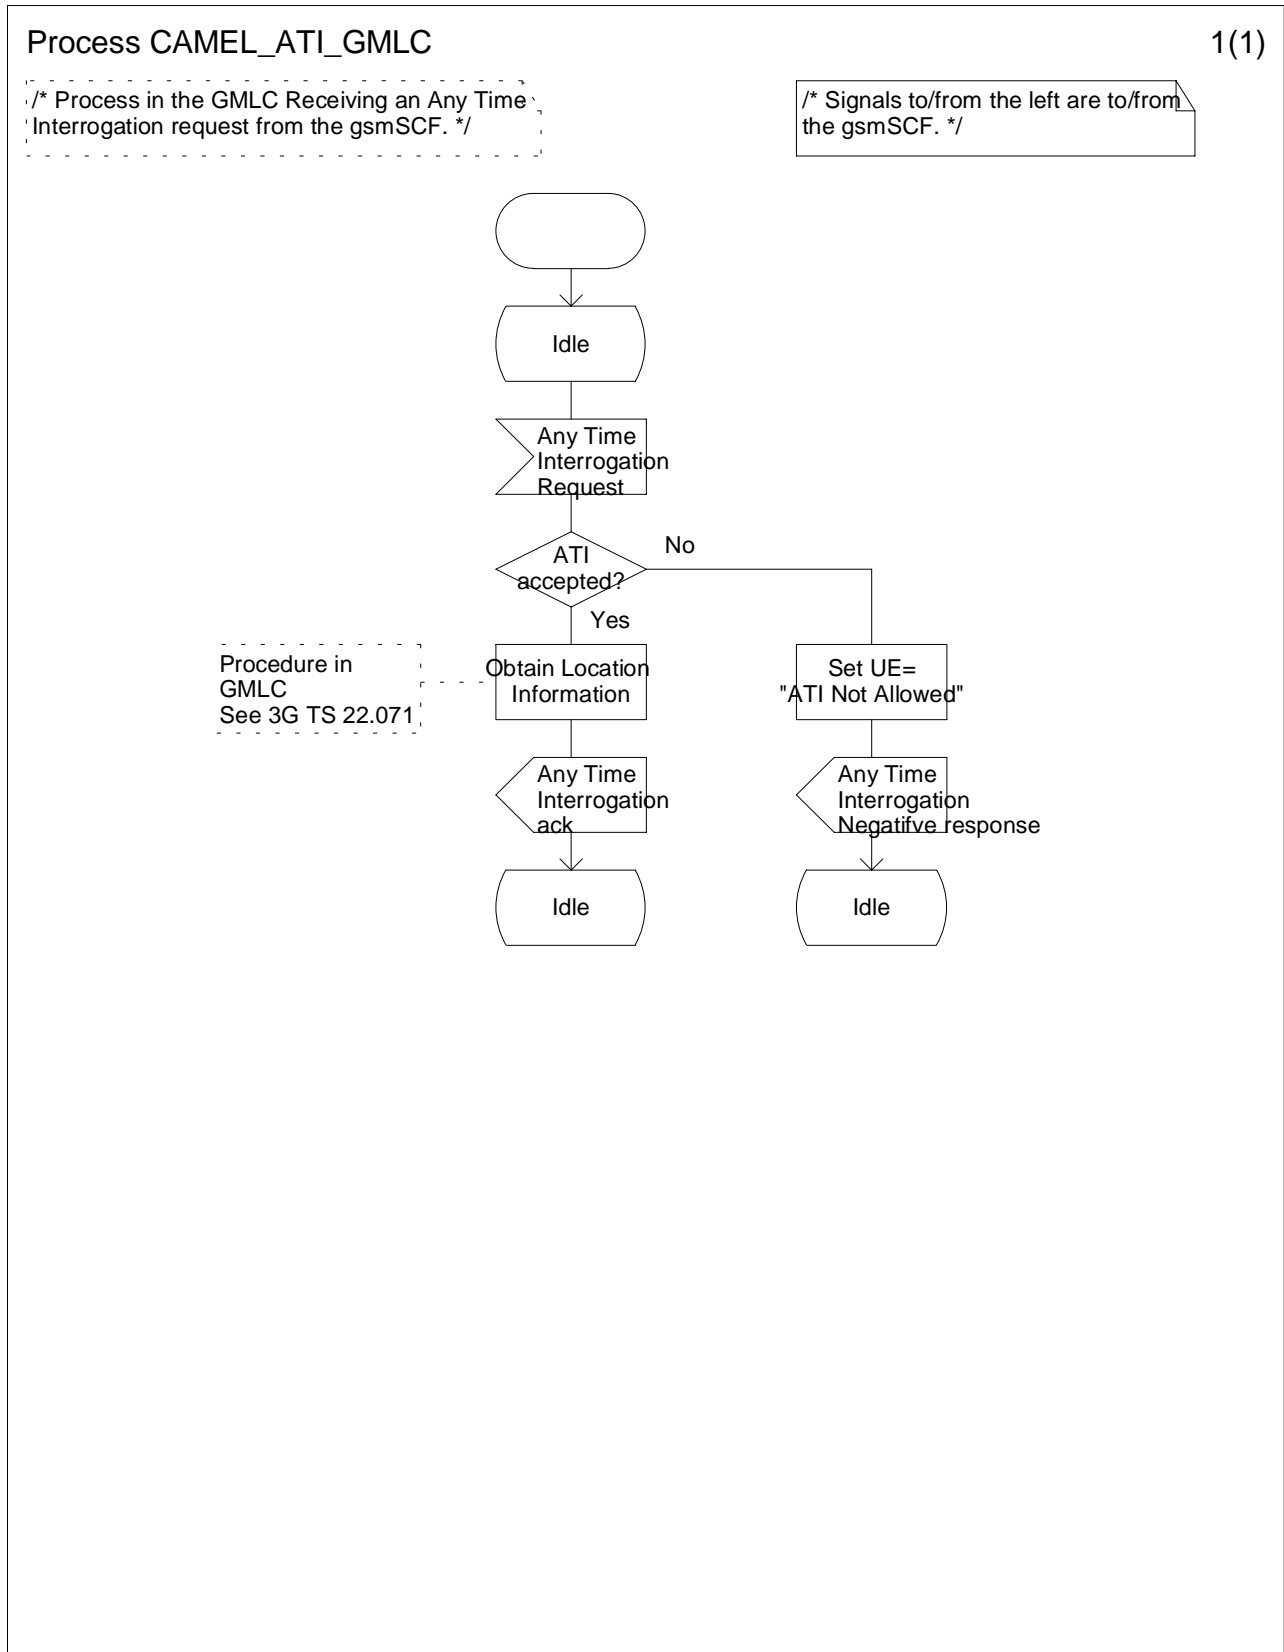 Process CAMEL_ATI_GMLC
1(1)
/* Process in the GMLC Receiving an Any Time
Interrogation request from the gsmSCF. */
/* Signals to/from the left are to/from
the gsmSCF. */
Idle
Any Time
Interrogation
Request
ATI
accepted?
No
Yes
Procedure in
GMLC
See 3G TS 22.071
Obtain Location
Information
Set UE=
"ATI Not Allowed"
Any Time
Interrogation
ack
Any Time
Interrogation
Negatifve response
Idle
Idle